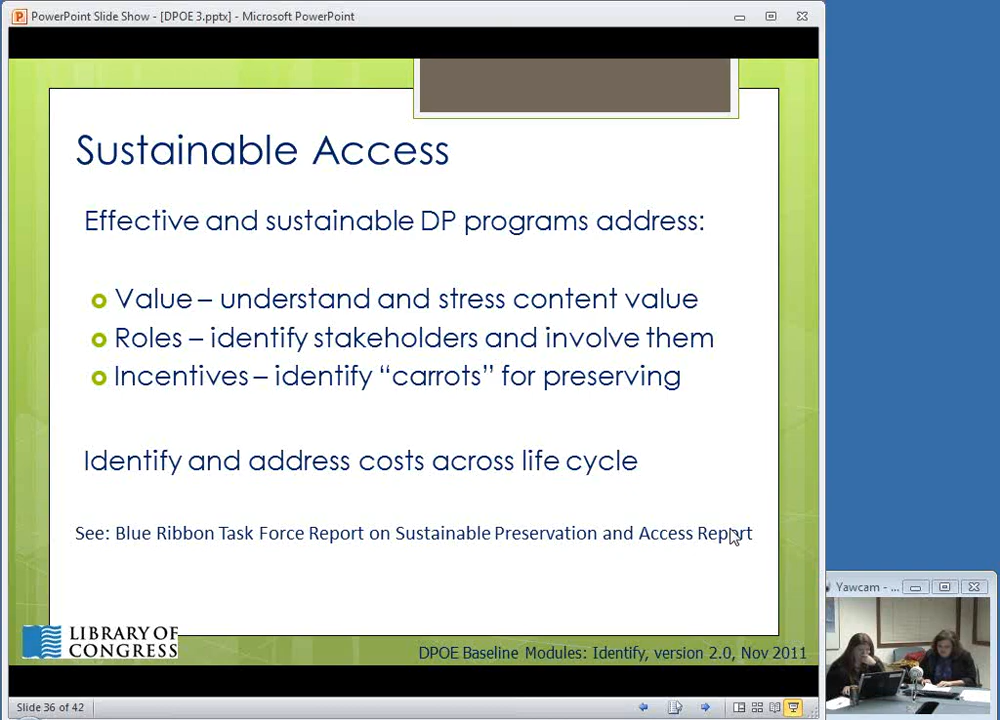 PowerPoint Slide Show - [DPOE 3.pptx] - Microsoft PowerPoint
Sustainable Access
Effective and sustainable DP programs address:
Value – understand and stress content value
Roles – identify stakeholders and involve them
Incentives – identify “carrots” for preserving
Identify and address costs across life cycle
See: Blue Ribbon Task Force Report on Sustainable Preservation and Access Report
LIBRARY OF
CONGRESS
DPOE Baseline Modules: Identify, version 2.0, Nov 2011
Yawcam - ...
Slide 36 of 42